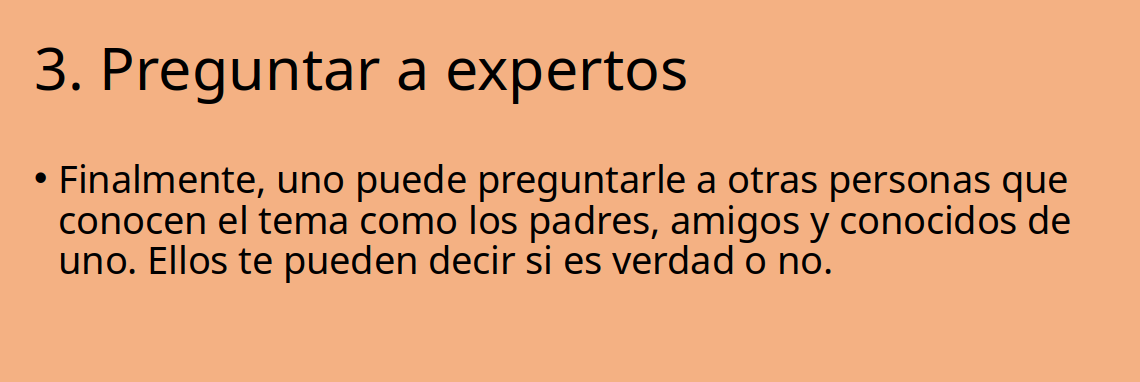 3. Preguntar a expertos
• Finalmente, uno puede preguntarle a otras personas que
conocen el tema como los padres, amigos y conocidos de
uno. Ellos te pueden decir si es verdad o no.